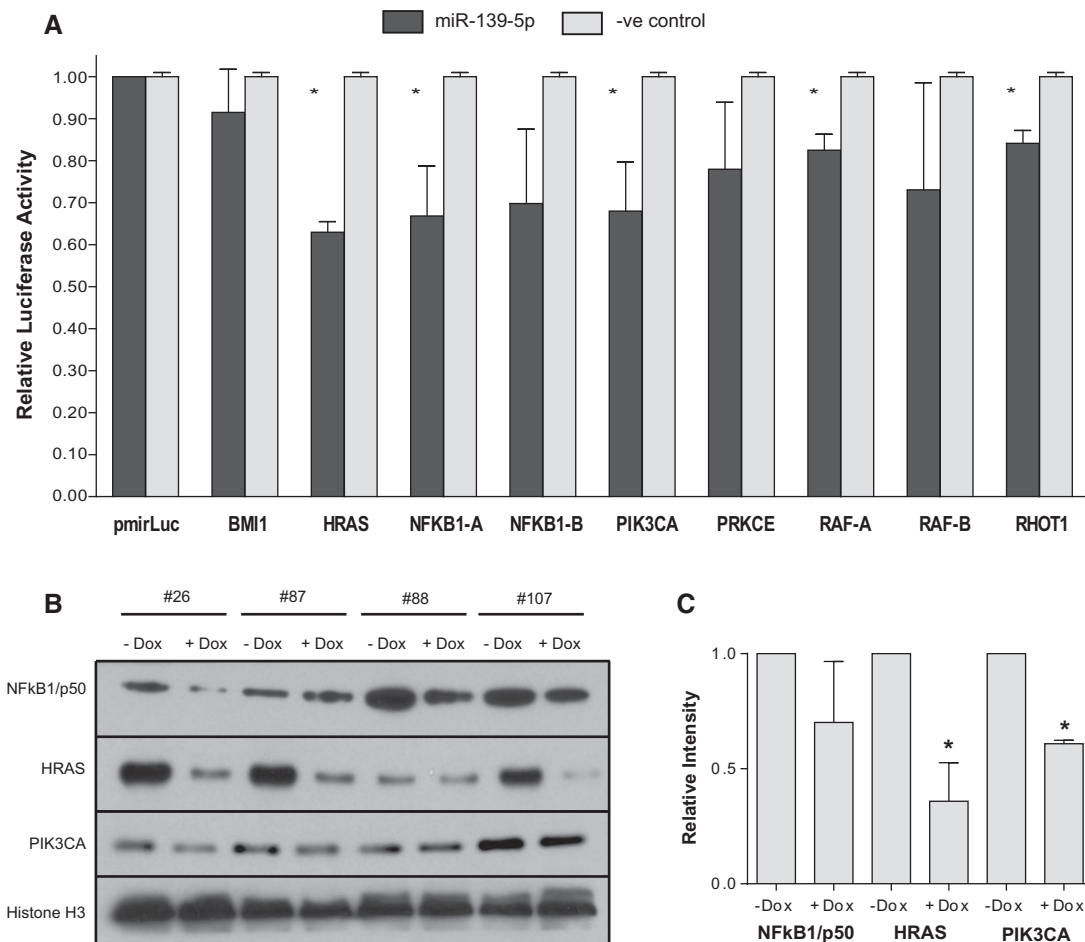 A
miR-139-5p
-ve control
Relative Luciferase Activity
1.00
0.90
0.80
0.70
0.60
0.50
0.40
0.30
0.20
0.10
0.00
* * * * *
pmirLuc BMI1 HRAS NFKB1-A NFKB1-B PIK3CA PRKCE RAF-A RAF-B RHOT1
B
#26 #87 #88 #107
- Dox + Dox - Dox + Dox - Dox + Dox - Dox + Dox
NFkB1/p50
HRAS
PIK3CA
Histone H3
C
Relative Intensity
1.0
0.5
0.0
* *
-Dox +Dox -Dox +Dox -Dox +Dox
NFkB1/p50 HRAS PIK3CA